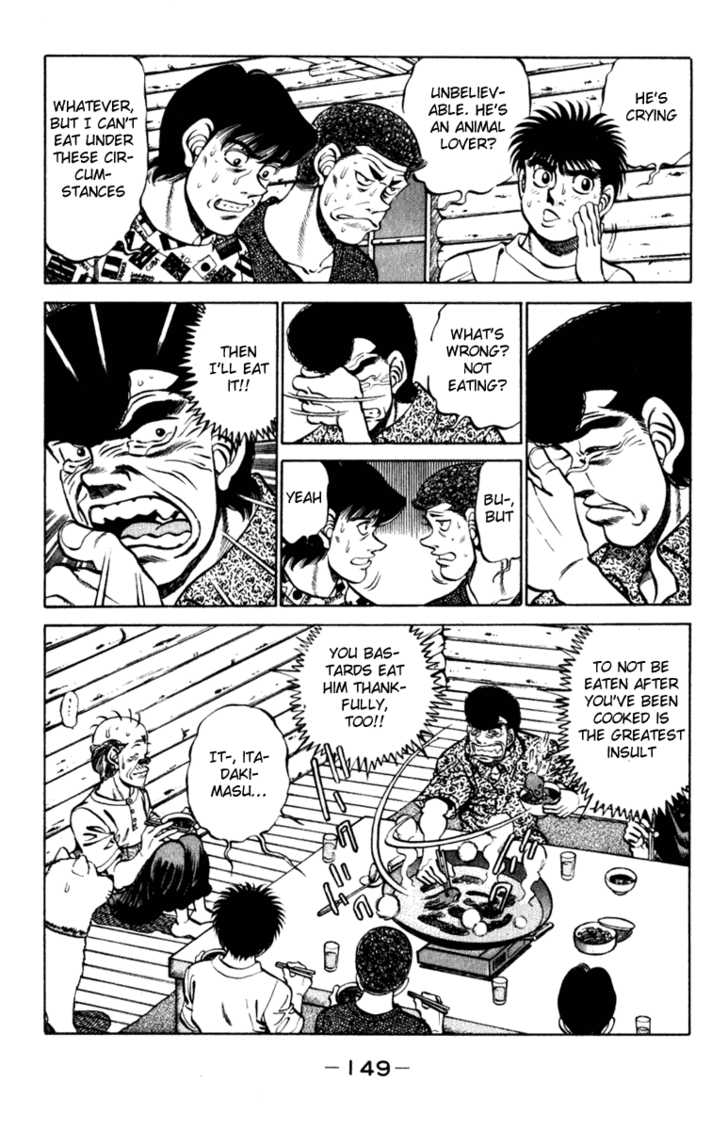 HE'S
CRYING
UNBELIEV-
ABLE. HE'S
AN ANIMAL
LOVER?
WHATEVER,
BUT I CAN'T
EAT UNDER
THESE CIR-
CUM-
STANCES
WHAT'S
WRONG?
NOT
EATING?
BU-,
BUT
YEAH
THEN
I'LL EAT
IT!!
TO NOT BE
EATEN AFTER
YOU'VE BEEN
COOKED IS
THE GREATEST
INSULT
YOU BAS-
TARDS EAT
HIM THANK-
FULLY,
TOO!!
IT-, ITA-
DAKI-
MASU...
...
-149-